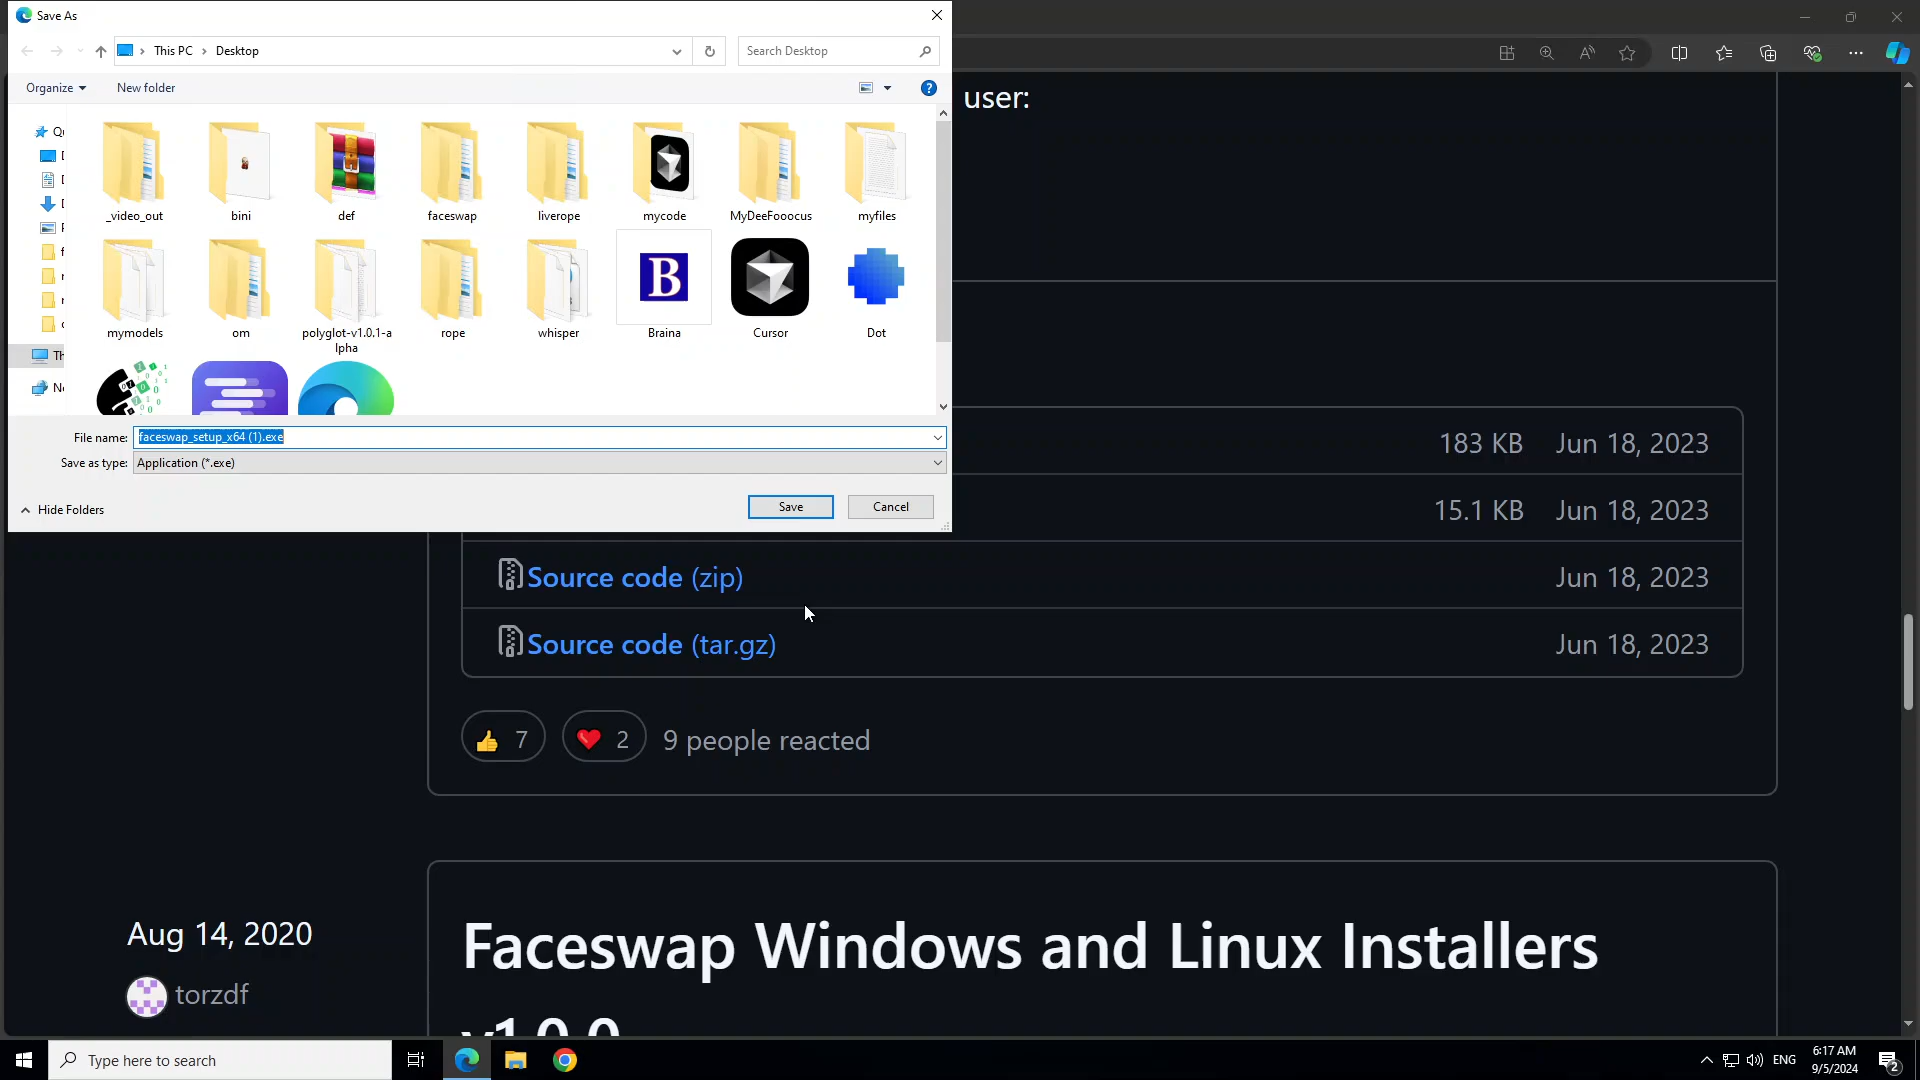 Save As
This PC
Desktop
Search Desktop
Organize
New folder
user:
_video_out
bini
def
faceswap
liverope
mycode
MyDeeFooocus
myfiles
mymodels
om
polyglot-v1.0.1-a
lpha
rope
whisper
B
Braina
Cursor
Dot
File name:
faceswap_setup_x64 (1).exe
Save as type:
Application (*.exe)
Hide Folders
Save
Cancel
183 KB Jun 18, 2023
15.1 KB Jun 18, 2023
Source code (zip) Jun 18, 2023
Source code (tar.gz) Jun 18, 2023
7
2
9 people reacted
Aug 14, 2020
torzdf
Faceswap Windows and Linux Installers
v1.0.0
Type here to search
ENG
6:17 AM
9/5/2024
2